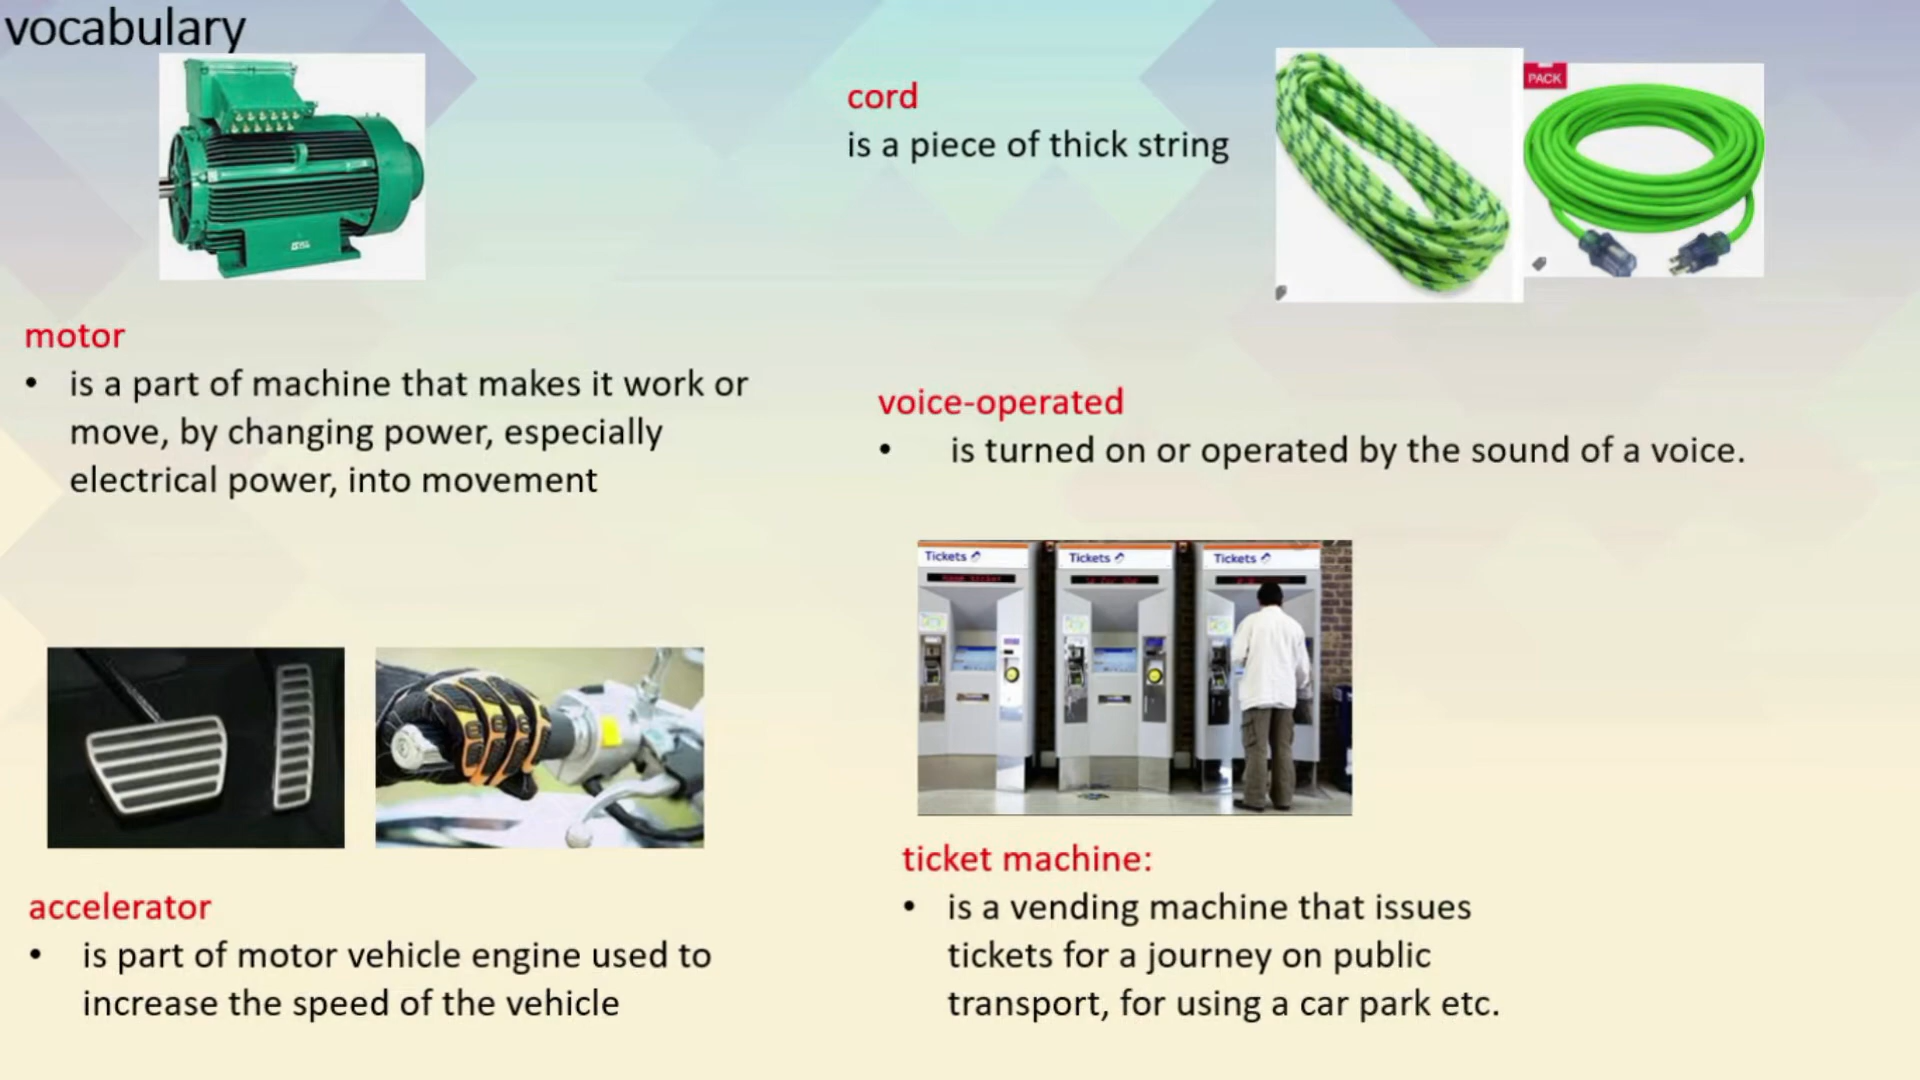 vocabulary
motor
• is a part of machine that makes it work or
move, by changing power, especially
electrical power, into movement
accelerator
• is part of motor vehicle engine used to
increase the speed of the vehicle
cord
is a piece of thick string
PACK
voice-operated
• is turned on or operated by the sound of a voice.
Tickets
Tickets
Tickets
ticket machine:
• is a vending machine that issues
tickets for a journey on public
transport, for using a car park etc.